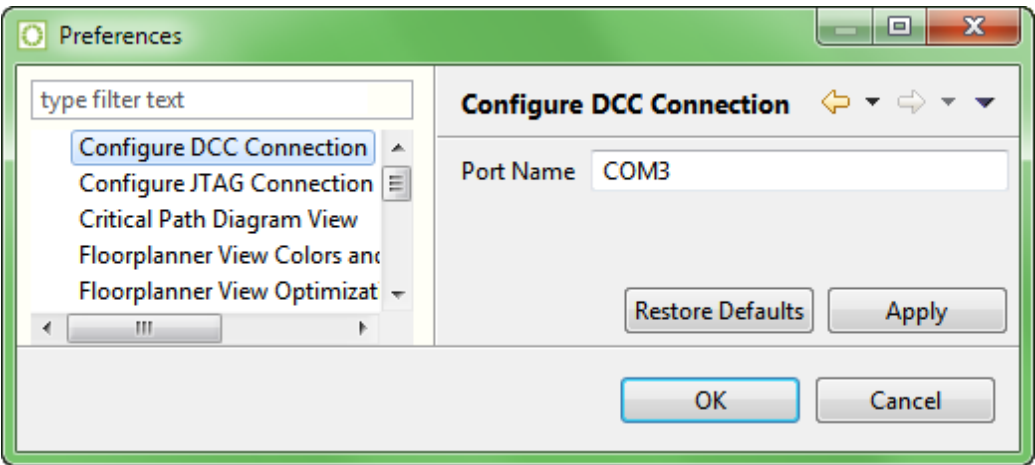 Preferences
type filter text
Configure DCC Connection
Configure JTAG Connection
Critical Path Diagram View
Floorplanner View Colors and
Floorplanner View Optimizat
Configure DCC Connection
Port Name COM3
Restore Defaults Apply
OK Cancel